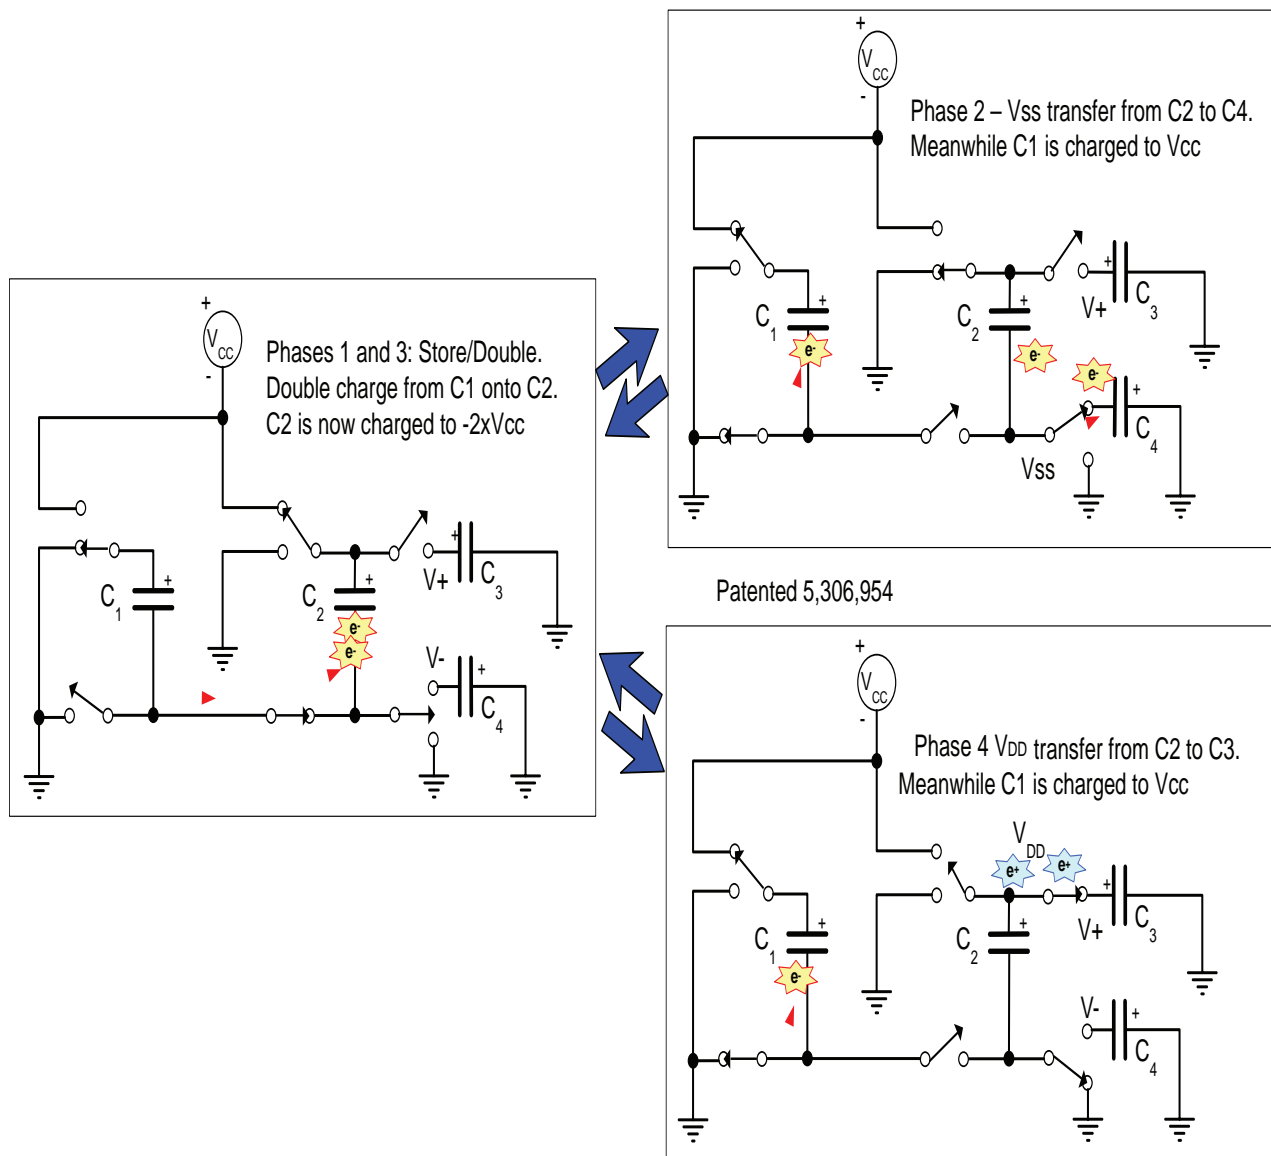 +
VCC
-
Phases 1 and 3: Store/Double.
Double charge from C1 onto C2.
C2 is now charged to -2xVcc
C1
+
C2
+
e-
e-
V+
+
C3
V-
+
C4
+
VCC
-
Phase 2 – Vss transfer from C2 to C4.
Meanwhile C1 is charged to Vcc
C1
+
e-
C2
+
e-
V+
+
C3
e-
+
C4
Vss
Patented 5,306,954
+
VCC
-
Phase 4 VDD transfer from C2 to C3.
Meanwhile C1 is charged to Vcc
VDD
e+
e+
C1
+
e-
C2
+
V+
+
C3
V-
+
C4